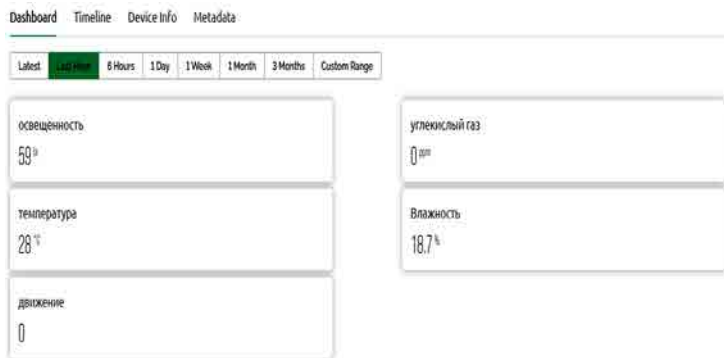 Dashboard Timeline Device Info Metadata
Latest Last Hour 6 Hours 1 Day 1 Week 1 Month 3 Months Custom Range
освещенность
59 lx
углекислый газ
0 ppm
температура
28 °C
Влажность
18.7 %
движение
0